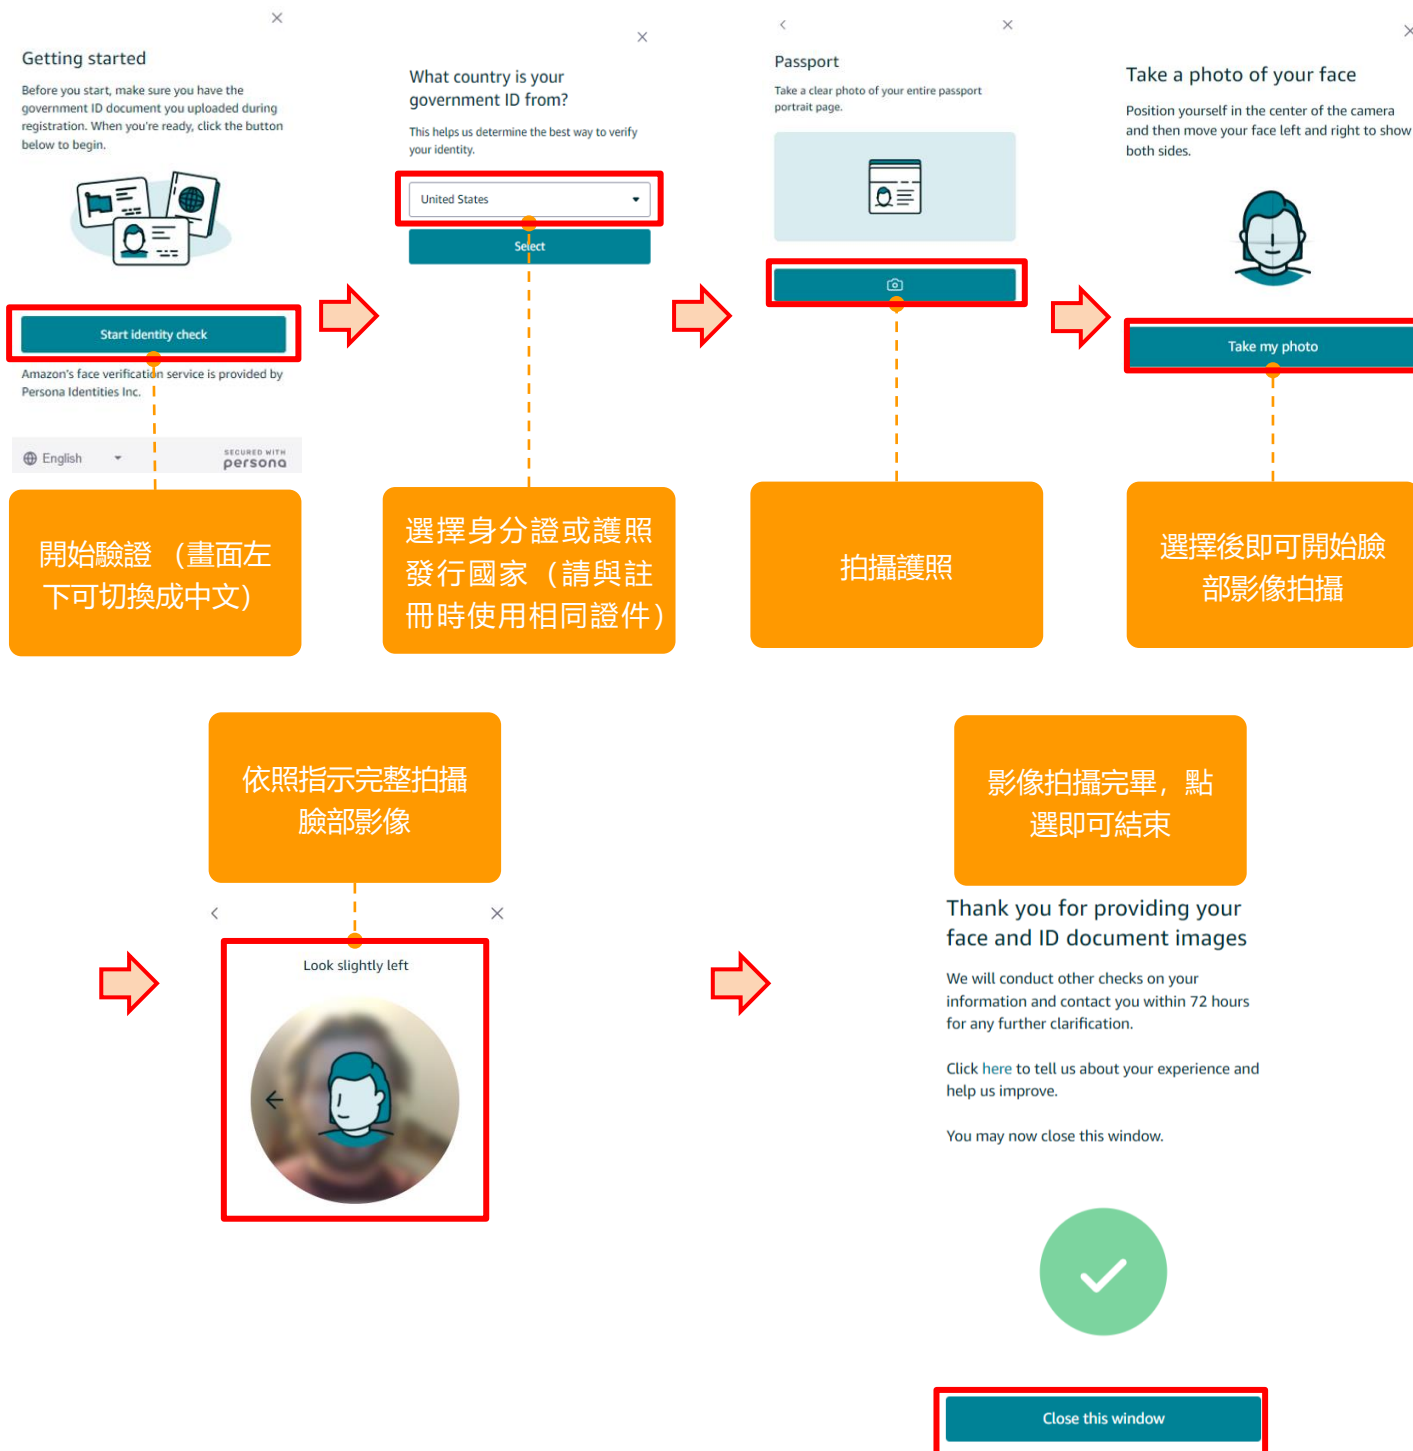 Getting started
Before you start, make sure you have the
government ID document you uploaded during
registration. When you're ready, click the button
below to begin.
Start identity check
Amazon's face verification service is provided by
Persona Identities Inc.
English
SECURED WITH
persona
開始驗證 （畫面左
下可切換成中文）
What country is your
government ID from?
This helps us determine the best way to verify
your identity.
United States
Select
選擇身分證或護照
發行國家（請與註
冊時使用相同證件）
Passport
Take a clear photo of your entire passport
portrait page.
拍攝護照
Take a photo of your face
Position yourself in the center of the camera
and then move your face left and right to show
both sides.
Take my photo
選擇後即可開始臉
部影像拍攝
依照指示完整拍攝
臉部影像
Look slightly left
影像拍攝完畢，點
選即可結束
Thank you for providing your
face and ID document images
We will conduct other checks on your
information and contact you within 72 hours
for any further clarification.
Click here to tell us about your experience and
help us improve.
You may now close this window.
Close this window